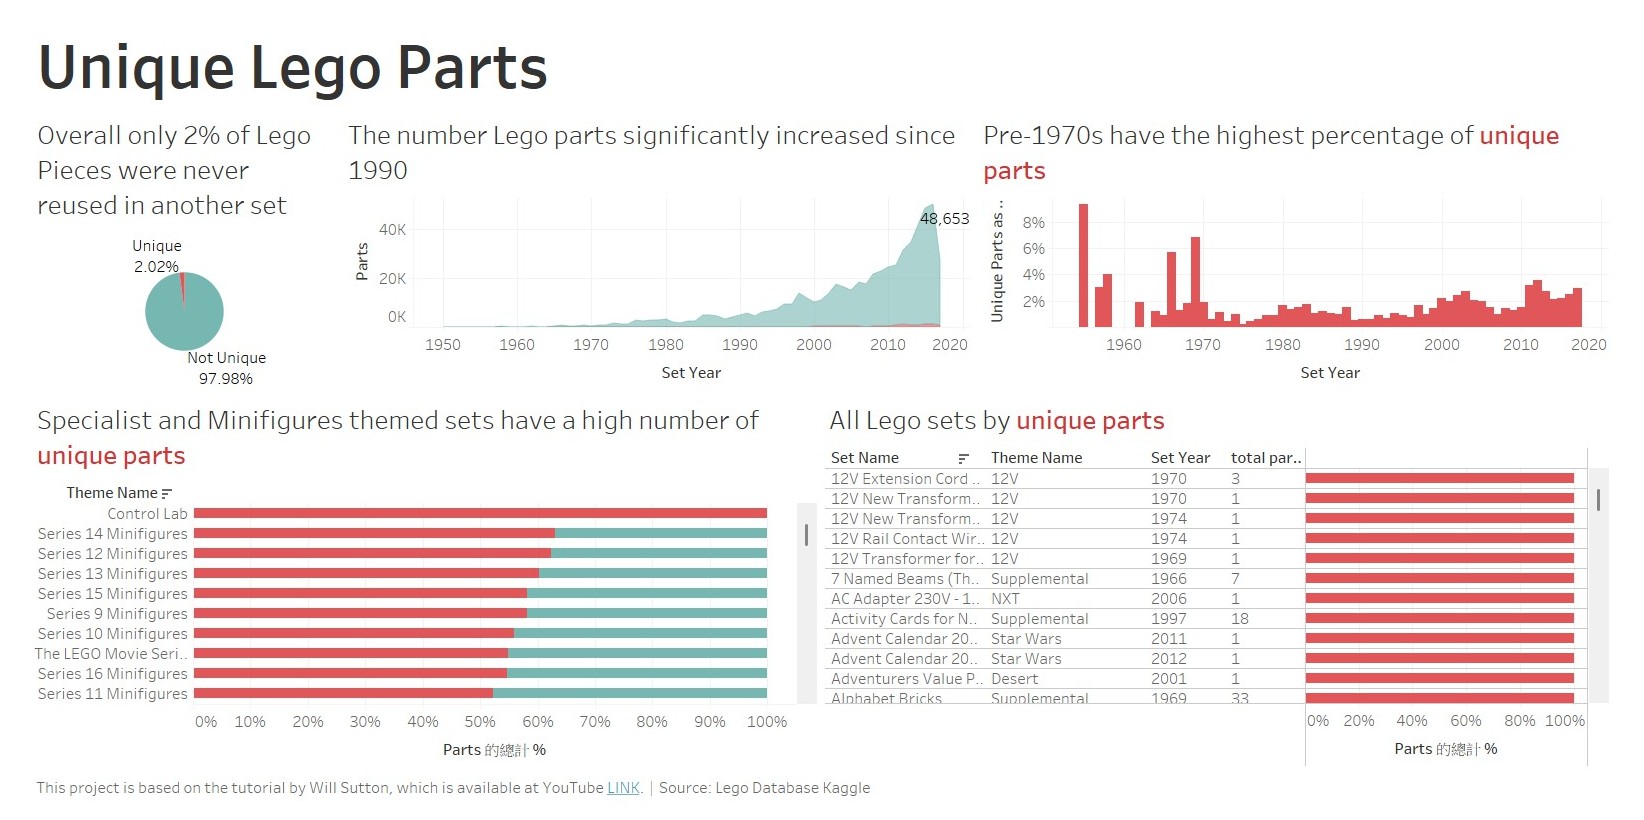 Unique Lego Parts
Overall only 2% of Lego
Pieces were never
reused in another set
Unique
2.02%
Not Unique
97.98%
The number Lego parts significantly increased since
1990
Parts
40K
20K
0K
48,653
1950 1960 1970 1980 1990 2000 2010 2020
Set Year
Pre-1970s have the highest percentage of unique
parts
Unique Parts as ..
8%
6%
4%
2%
1960 1970 1980 1990 2000 2010 2020
Set Year
Specialist and Minifigures themed sets have a high number of
unique parts
Theme Name
Control Lab
Series 14 Minifigures
Series 12 Minifigures
Series 13 Minifigures
Series 15 Minifigures
Series 9 Minifigures
Series 10 Minifigures
The LEGO Movie Seri..
Series 16 Minifigures
Series 11 Minifigures
0% 10% 20% 30% 40% 50% 60% 70% 80% 90% 100%
Parts 的總計 %
All Lego sets by unique parts
Set Name Theme Name Set Year total par..
12V Extension Cord .. 12V 1970 3
12V New Transform.. 12V 1970 1
12V New Transform.. 12V 1974 1
12V Rail Contact Wir.. 12V 1974 1
12V Transformer for.. 12V 1969 1
7 Named Beams (Th.. Supplemental 1966 7
AC Adapter 230V - 1.. NXT 2006 1
Activity Cards for N.. Supplemental 1997 18
Advent Calendar 20.. Star Wars 2011 1
Advent Calendar 20.. Star Wars 2012 1
Adventurers Value P.. Desert 2001 1
Alphabet Bricks Supplemental 1969 33
0% 20% 40% 60% 80% 100%
Parts 的總計 %
This project is based on the tutorial by Will Sutton, which is available at YouTube LINK. | Source: Lego Database Kaggle